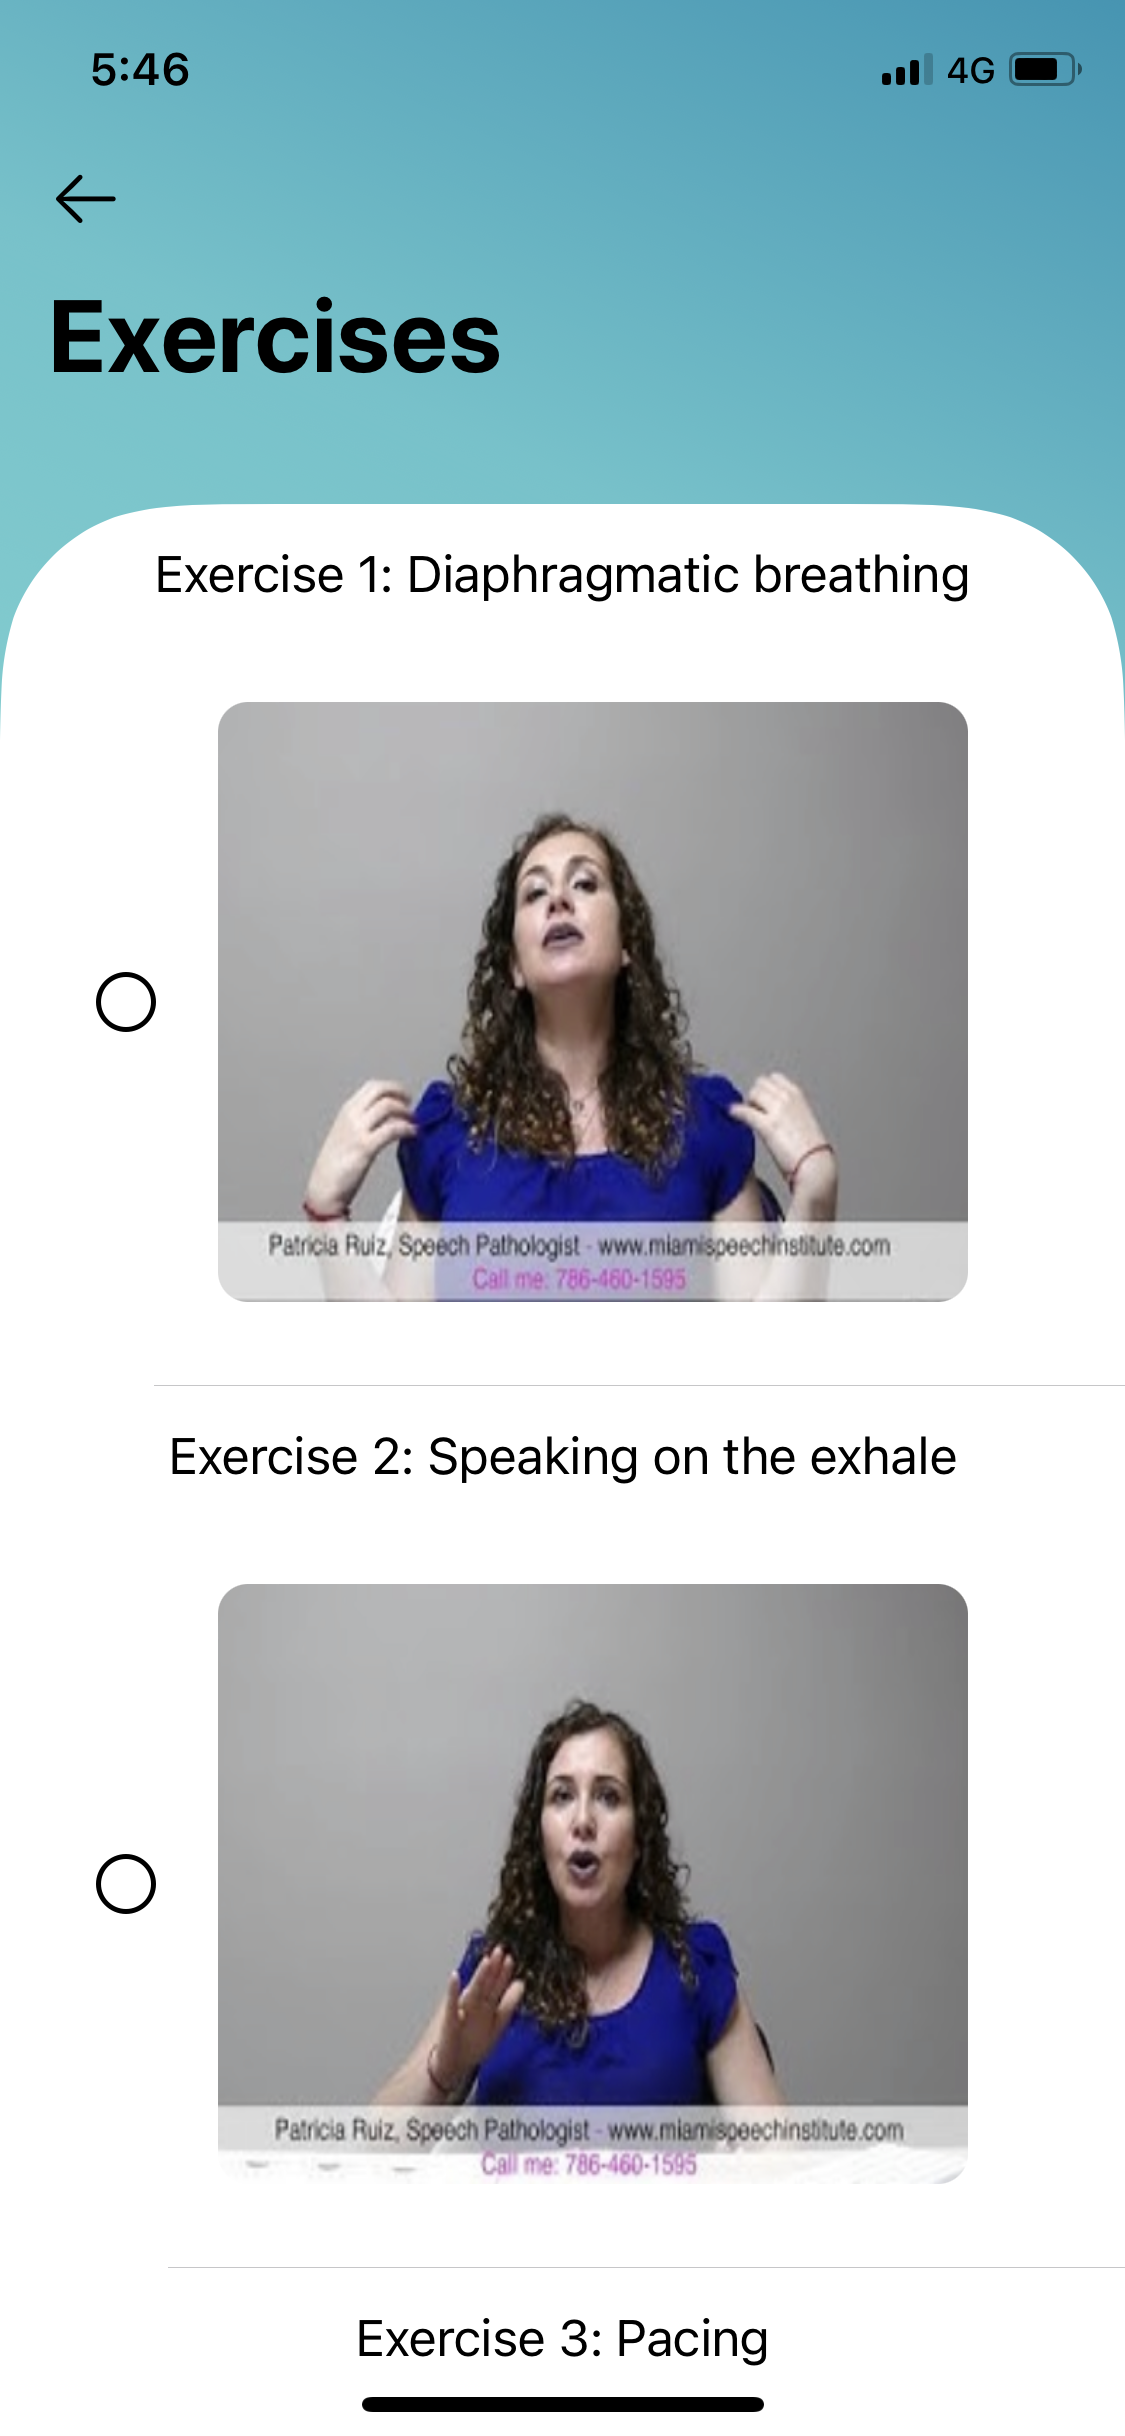 5:46
4G
Exercises
Exercise 1: Diaphragmatic breathing
Patricia Ruiz, Speech Pathologist - www.miamispeechinstitute.com
Call me: 786-460-1595
Exercise 2: Speaking on the exhale
Patricia Ruiz, Speech Pathologist - www.miamispeechinstitute.com
Call me: 786-460-1595
Exercise 3: Pacing